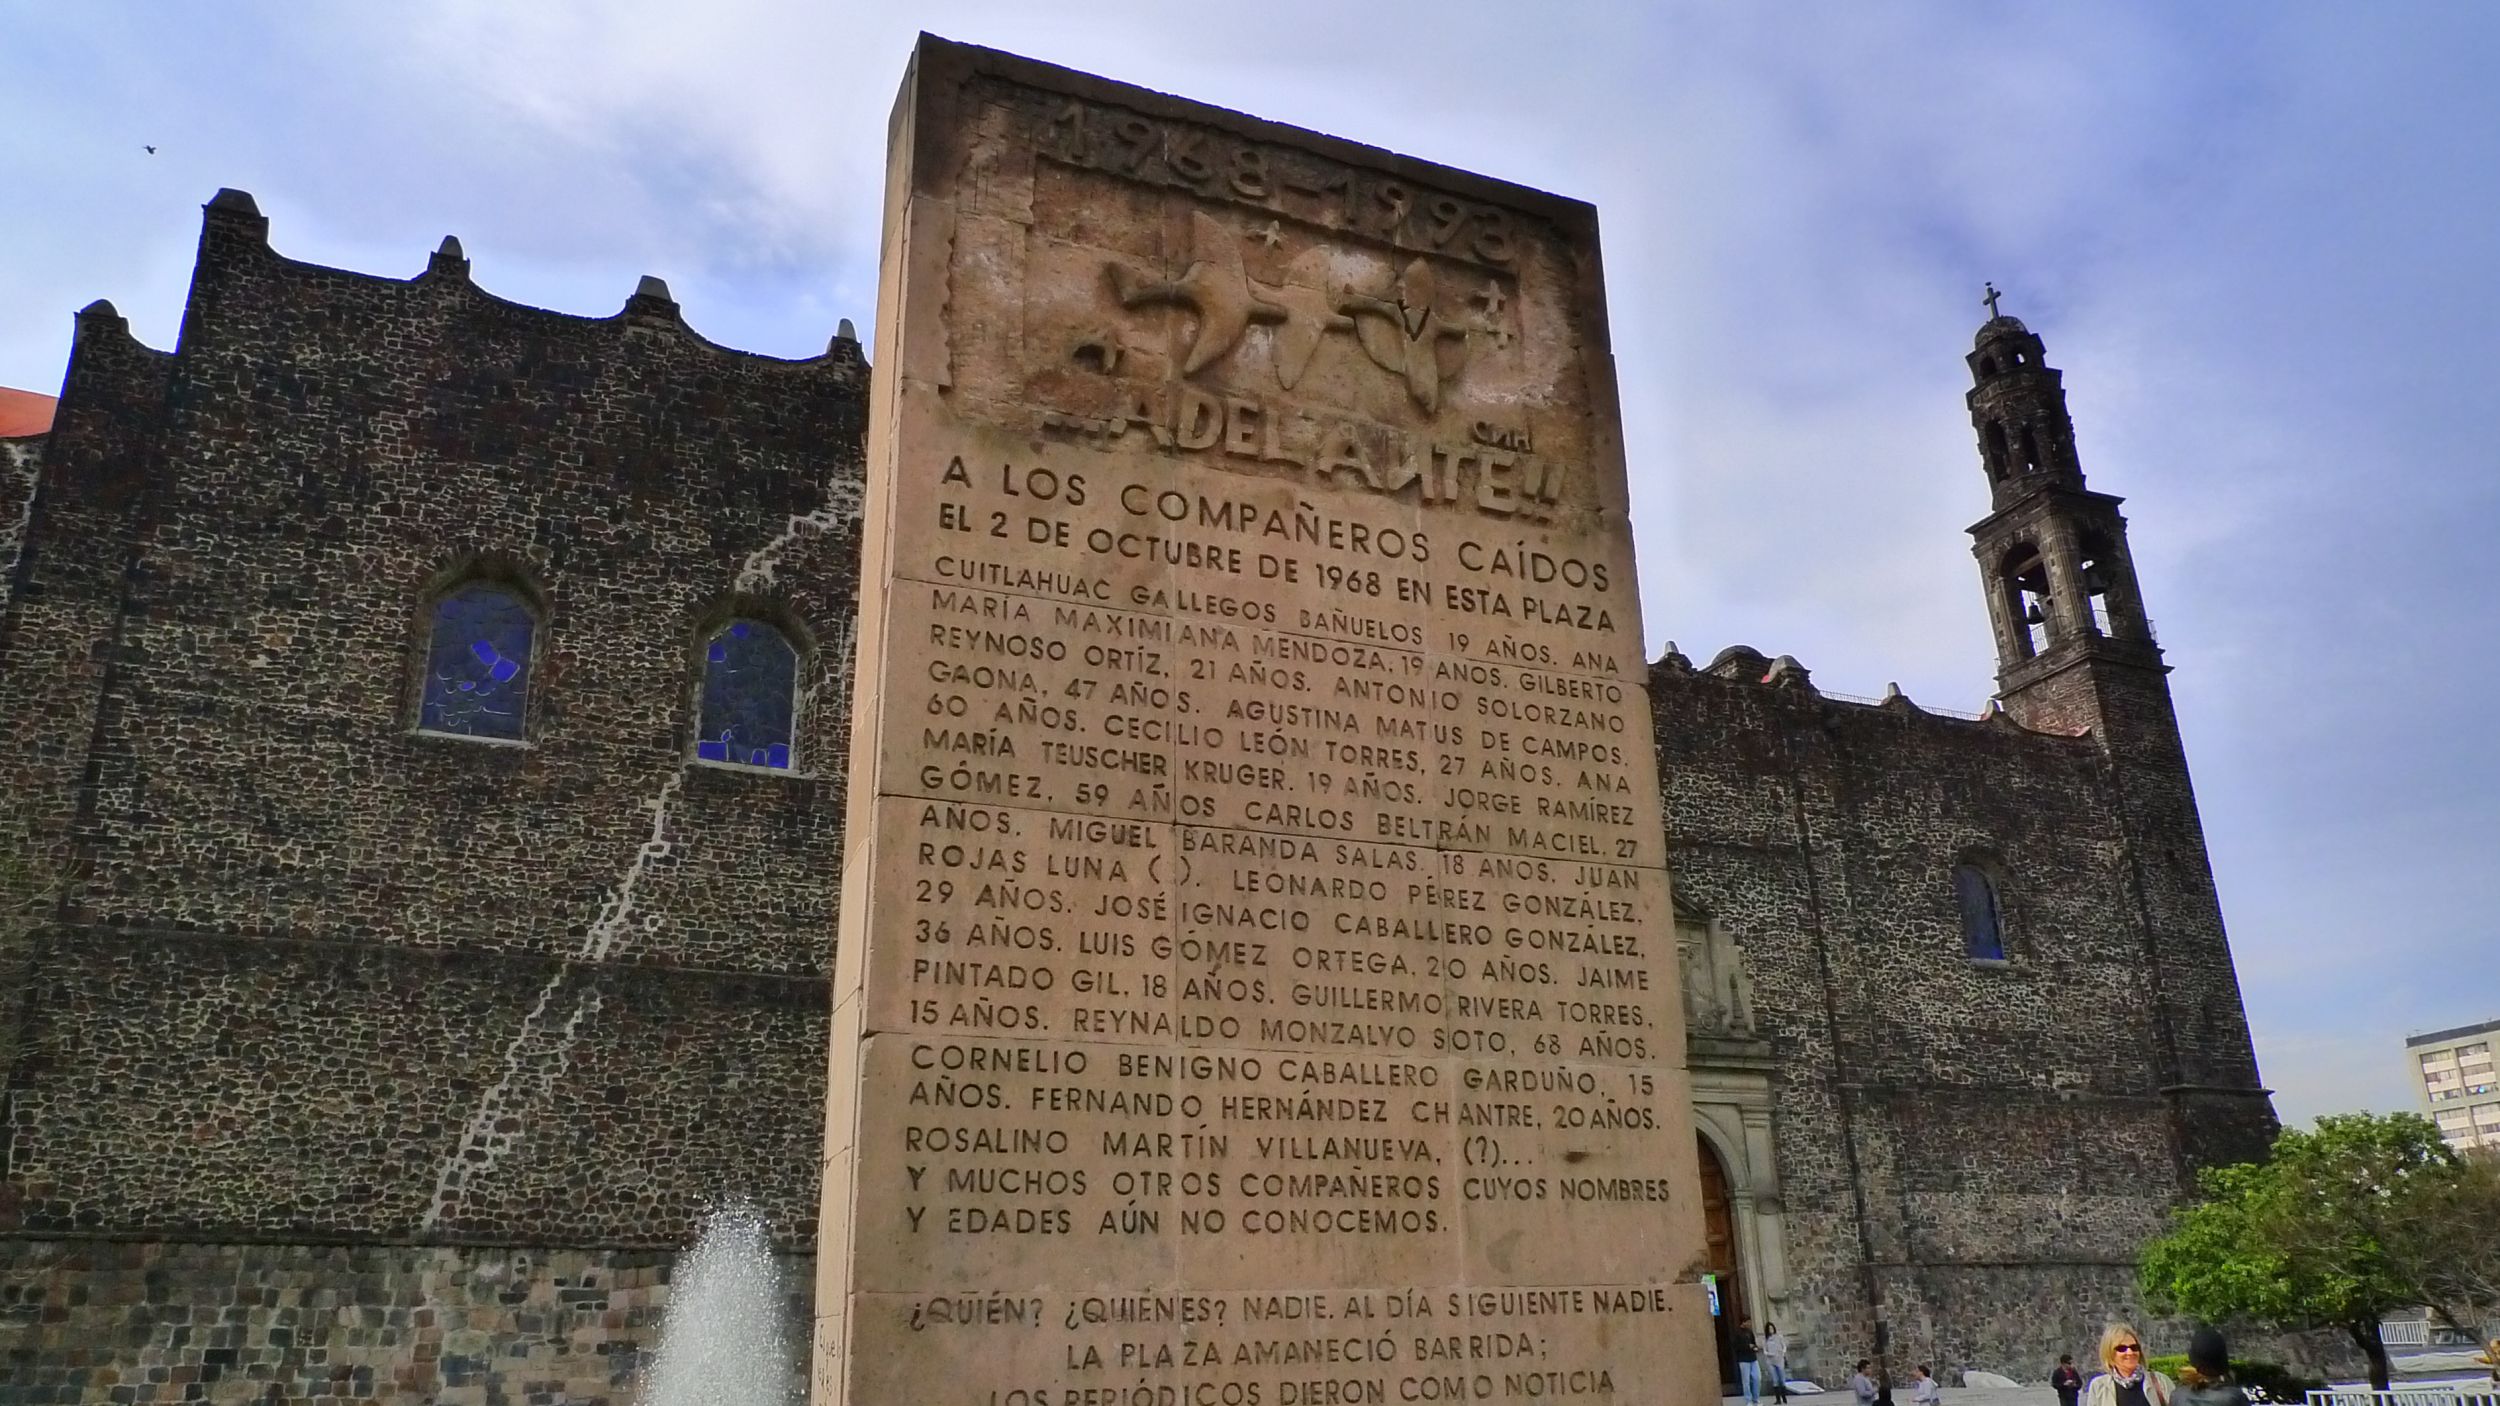 1968-1993
...ADELANTE!!
A LOS COMPAÑEROS CAÍDOS
EL 2 DE OCTUBRE DE 1968 EN ESTA PLAZA
CUITLAHUAC GALLEGOS BAÑUELOS 19 AÑOS. ANA
MARÍA MAXIMIANA MENDOZA. 19 ANOS. GILBERTO
REYNOSO ORTÍZ, 21 AÑOS. ANTONIO SOLORZANO
GAONA, 47 AÑOS. AGUSTINA MATUS DE CAMPOS.
60 AÑOS. CECILIO LEÓN TORRES, 27 AÑOS. ANA
MARÍA TEUSCHER KRUGER. 19 AÑOS. JORGE RAMÍREZ
GÓMEZ, 59 AÑOS CARLOS BELTRÁN MACIEL. 27
AÑOS. MIGUEL BARANDA SALAS. 18 ANOS. JUAN
ROJAS LUNA ( ). LEONARDO PÉREZ GONZÁLEZ,
29 AÑOS. JOSÉ IGNACIO CABALLERO GONZÁLEZ,
36 AÑOS. LUIS GÓMEZ ORTEGA, 20 AÑOS. JAIME
PINTADO GIL, 18 AÑOS. GUILLERMO RIVERA TORRES,
15 AÑOS. REYNALDO MONZALVO SOTO, 68 AÑOS.
CORNELIO BENIGNO CABALLERO GARDUÑO, 15
AÑOS. FERNANDO HERNÁNDEZ CHANTRE, 20 AÑOS.
ROSALINO MARTÍN VILLANUEVA, (?)...
Y MUCHOS OTROS COMPAÑEROS CUYOS NOMBRES
Y EDADES AÚN NO CONOCEMOS.
¿QUIÉN? ¿QUIÉNES? NADIE. AL DÍA SIGUIENTE NADIE.
LA PLAZA AMANECIÓ BARRIDA;
LOS PERIÓDICOS DIERON COMO NOTICIA